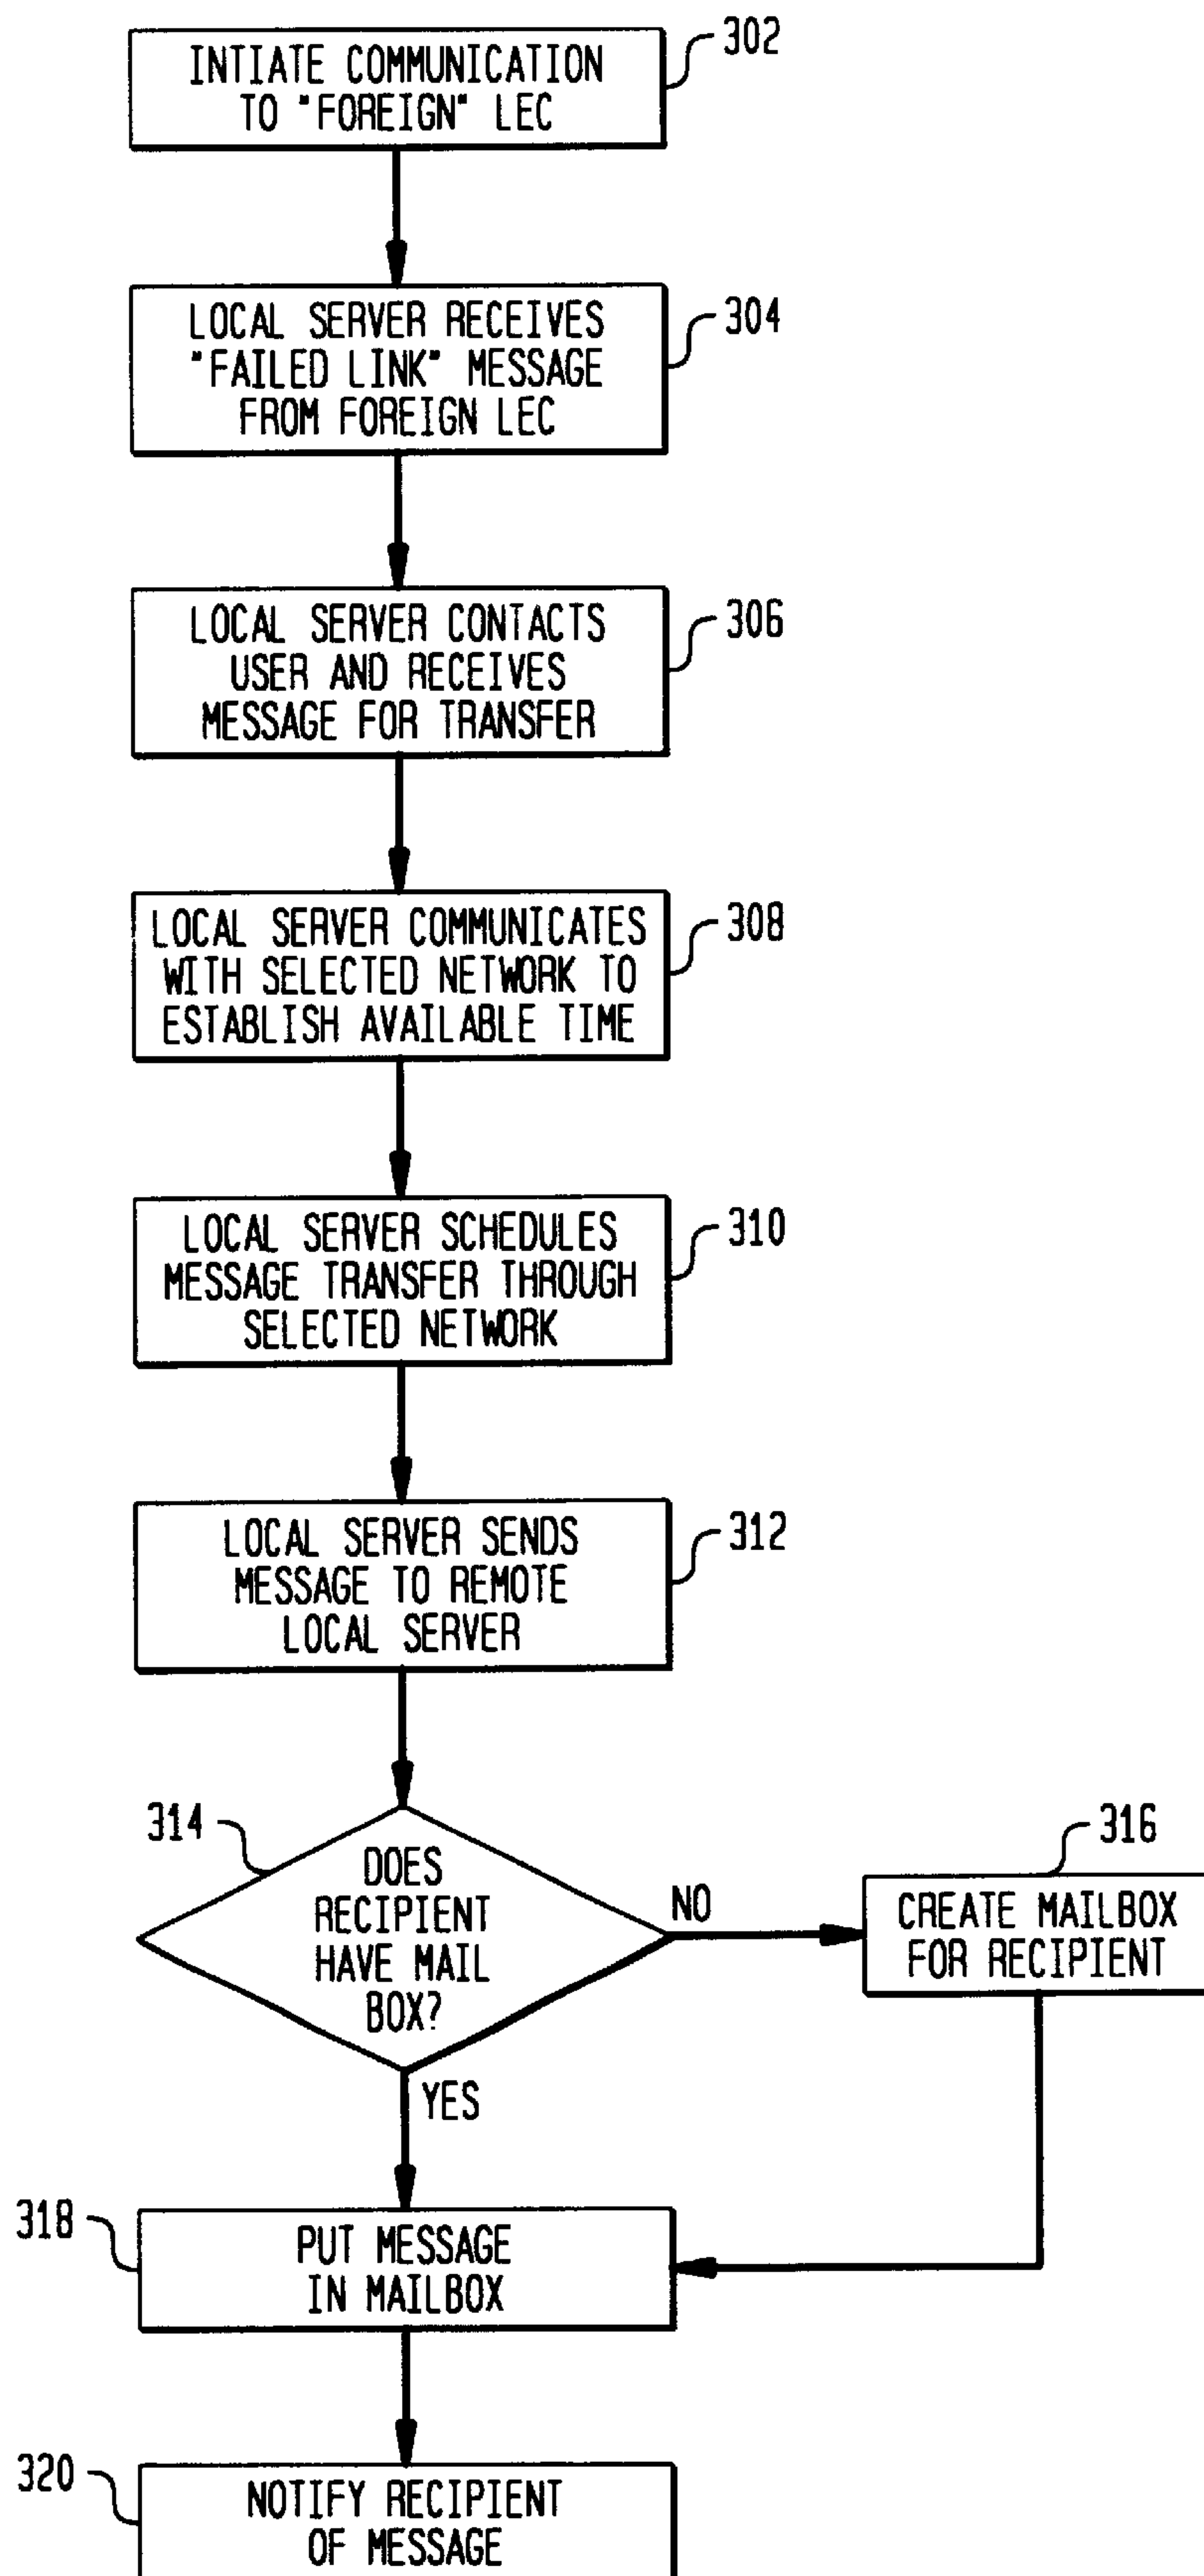 302
INTIATE COMMUNICATION
TO "FOREIGN" LEC
304
LOCAL SERVER RECEIVES
"FAILED LINK" MESSAGE
FROM FOREIGN LEC
306
LOCAL SERVER CONTACTS
USER AND RECEIVES
MESSAGE FOR TRANSFER
308
LOCAL SERVER COMMUNICATES
WITH SELECTED NETWORK TO
ESTABLISH AVAILABLE TIME
310
LOCAL SERVER SCHEDULES
MESSAGE TRANSFER THROUGH
SELECTED NETWORK
312
LOCAL SERVER SENDS
MESSAGE TO REMOTE
LOCAL SERVER
314
DOES
RECIPIENT
HAVE MAIL
BOX?
NO
316
CREATE MAILBOX
FOR RECIPIENT
YES
318
PUT MESSAGE
IN MAILBOX
320
NOTIFY RECIPIENT
OF MESSAGE